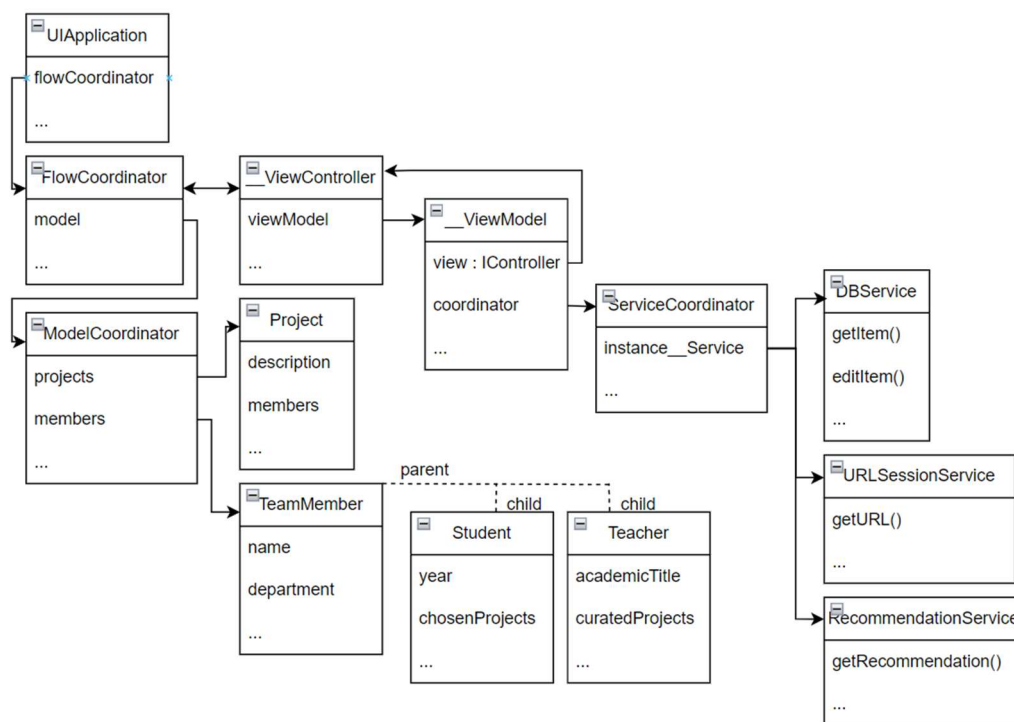 UIApplication
flowCoordinator
...
FlowCoordinator
model
...
__ViewController
viewModel
...
__ViewModel
view : IController
coordinator
...
ServiceCoordinator
instance__Service
...
DBService
getItem()
editItem()
...
ModelCoordinator
projects
members
...
Project
description
members
...
URLSessionService
getURL()
...
TeamMember
name
department
...
parent
child
child
Student
year
chosenProjects
...
Teacher
academicTitle
curatedProjects
...
RecommendationService
getRecommendation()
...